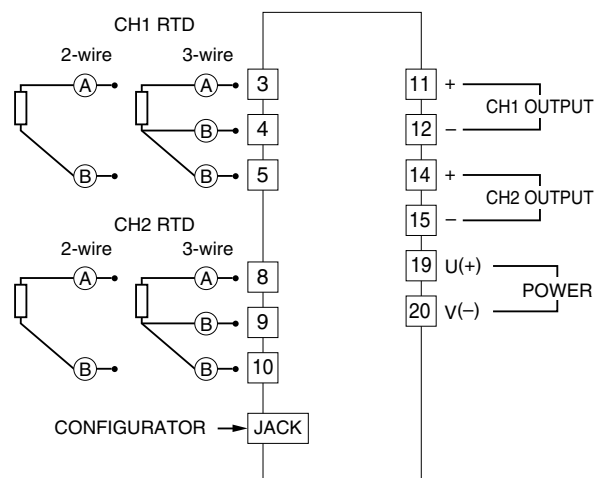 CH1 RTD
2-wire 3-wire
A A 3
B 4
B B 5
CH2 RTD
2-wire 3-wire
A A 8
B 9
B B 10
CONFIGURATOR JACK
11 +
CH1 OUTPUT
12 −
14 +
CH2 OUTPUT
15 −
19 U(+)
POWER
20 V(−)